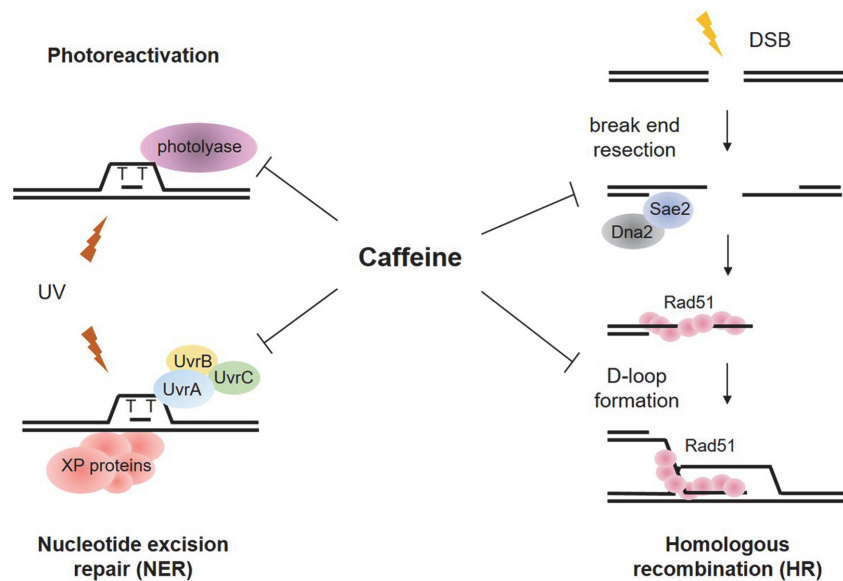 Photoreactivation
photolyase
T T
UV
UvrB
UvrC
UvrA
T T
XP proteins
Nucleotide excision
repair (NER)
Caffeine
DSB
break end
resection
Sae2
Dna2
Rad51
D-loop
formation
Rad51
Homologous
recombination (HR)